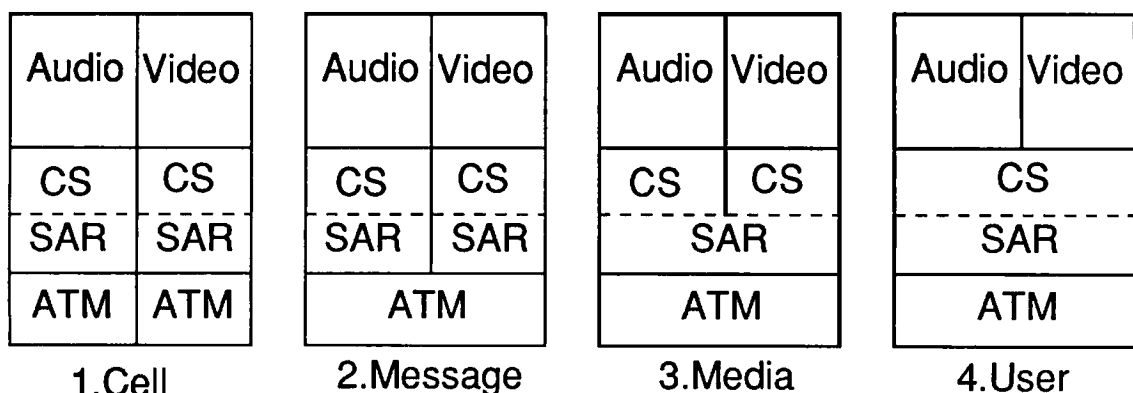 Audio Video Audio Video Audio Video Audio Video
CS CS CS CS CS CS CS
SAR SAR SAR SAR SAR SAR
ATM ATM ATM ATM ATM
1.Cell 2.Message 3.Media 4.User